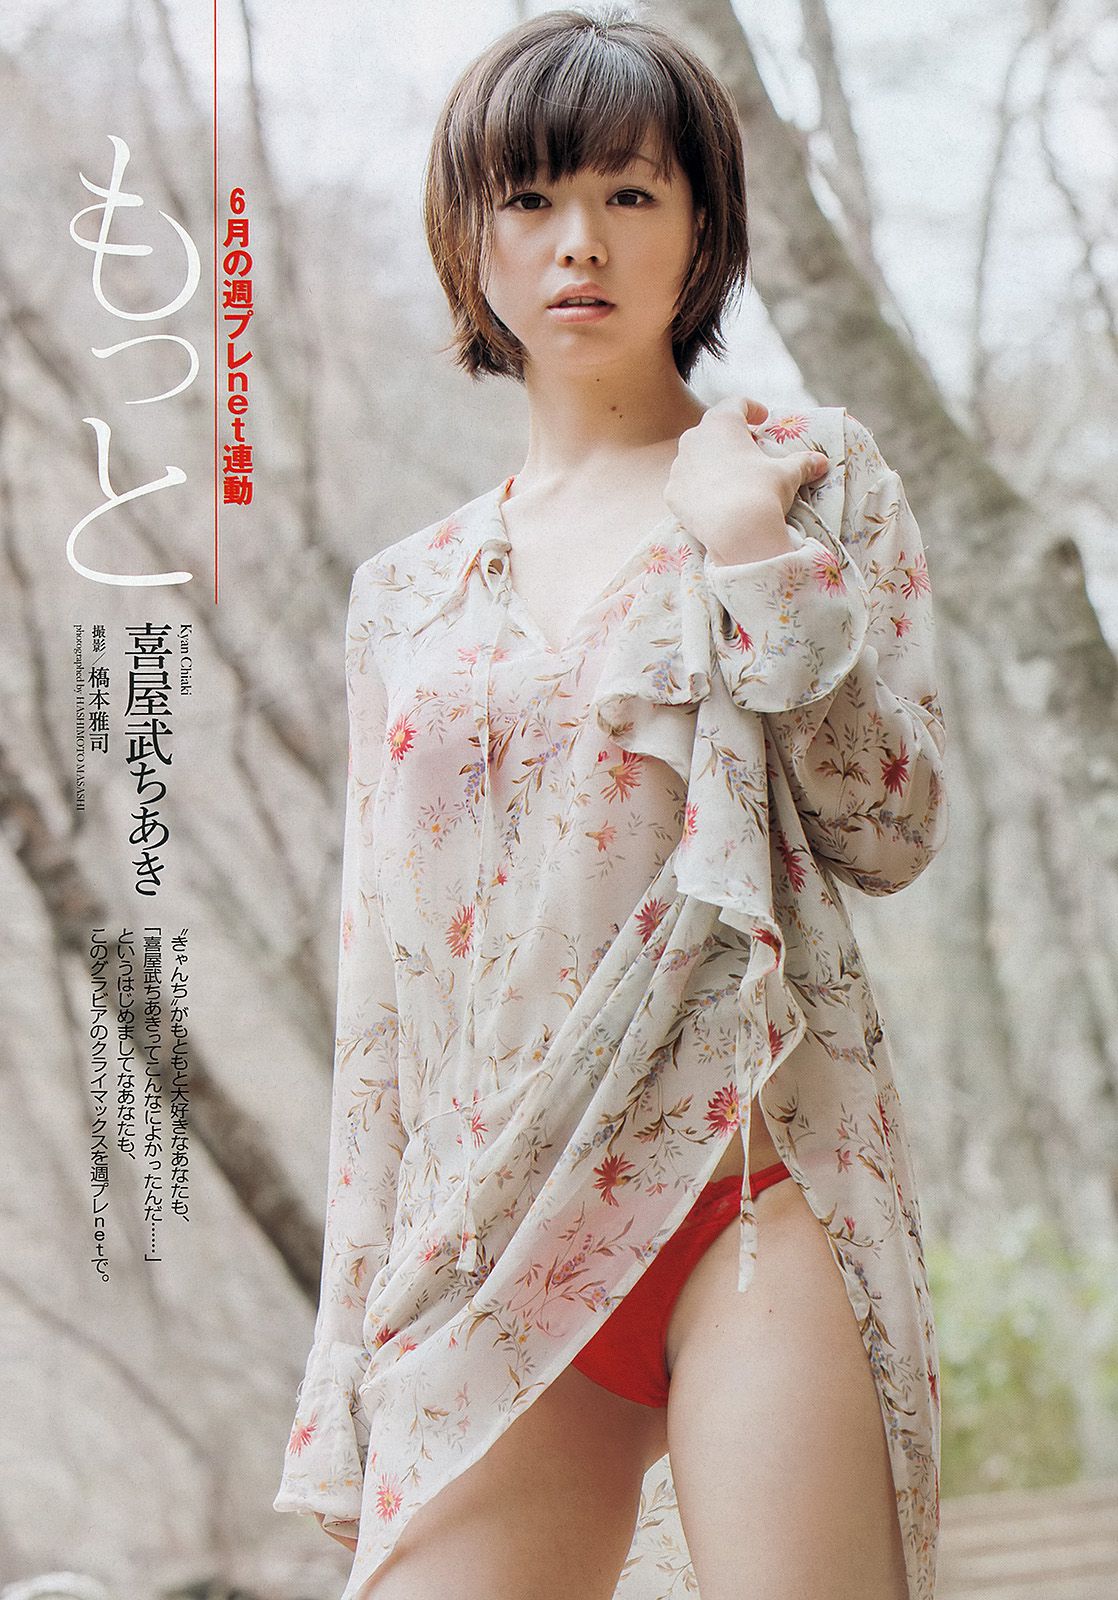 6月の週プレnet連動
もっと
Kyan Chiaki
喜屋武ちあき
撮影／橋本雅司
photographed by HASHIMOTO MASASHI
〝きゃんち〟がもともと大好きなあなたも、
「喜屋武ちあきってこんなによかったんだ……」
というはじめましてなあなたも、
このグラビアのクライマックスを週プレnetで。